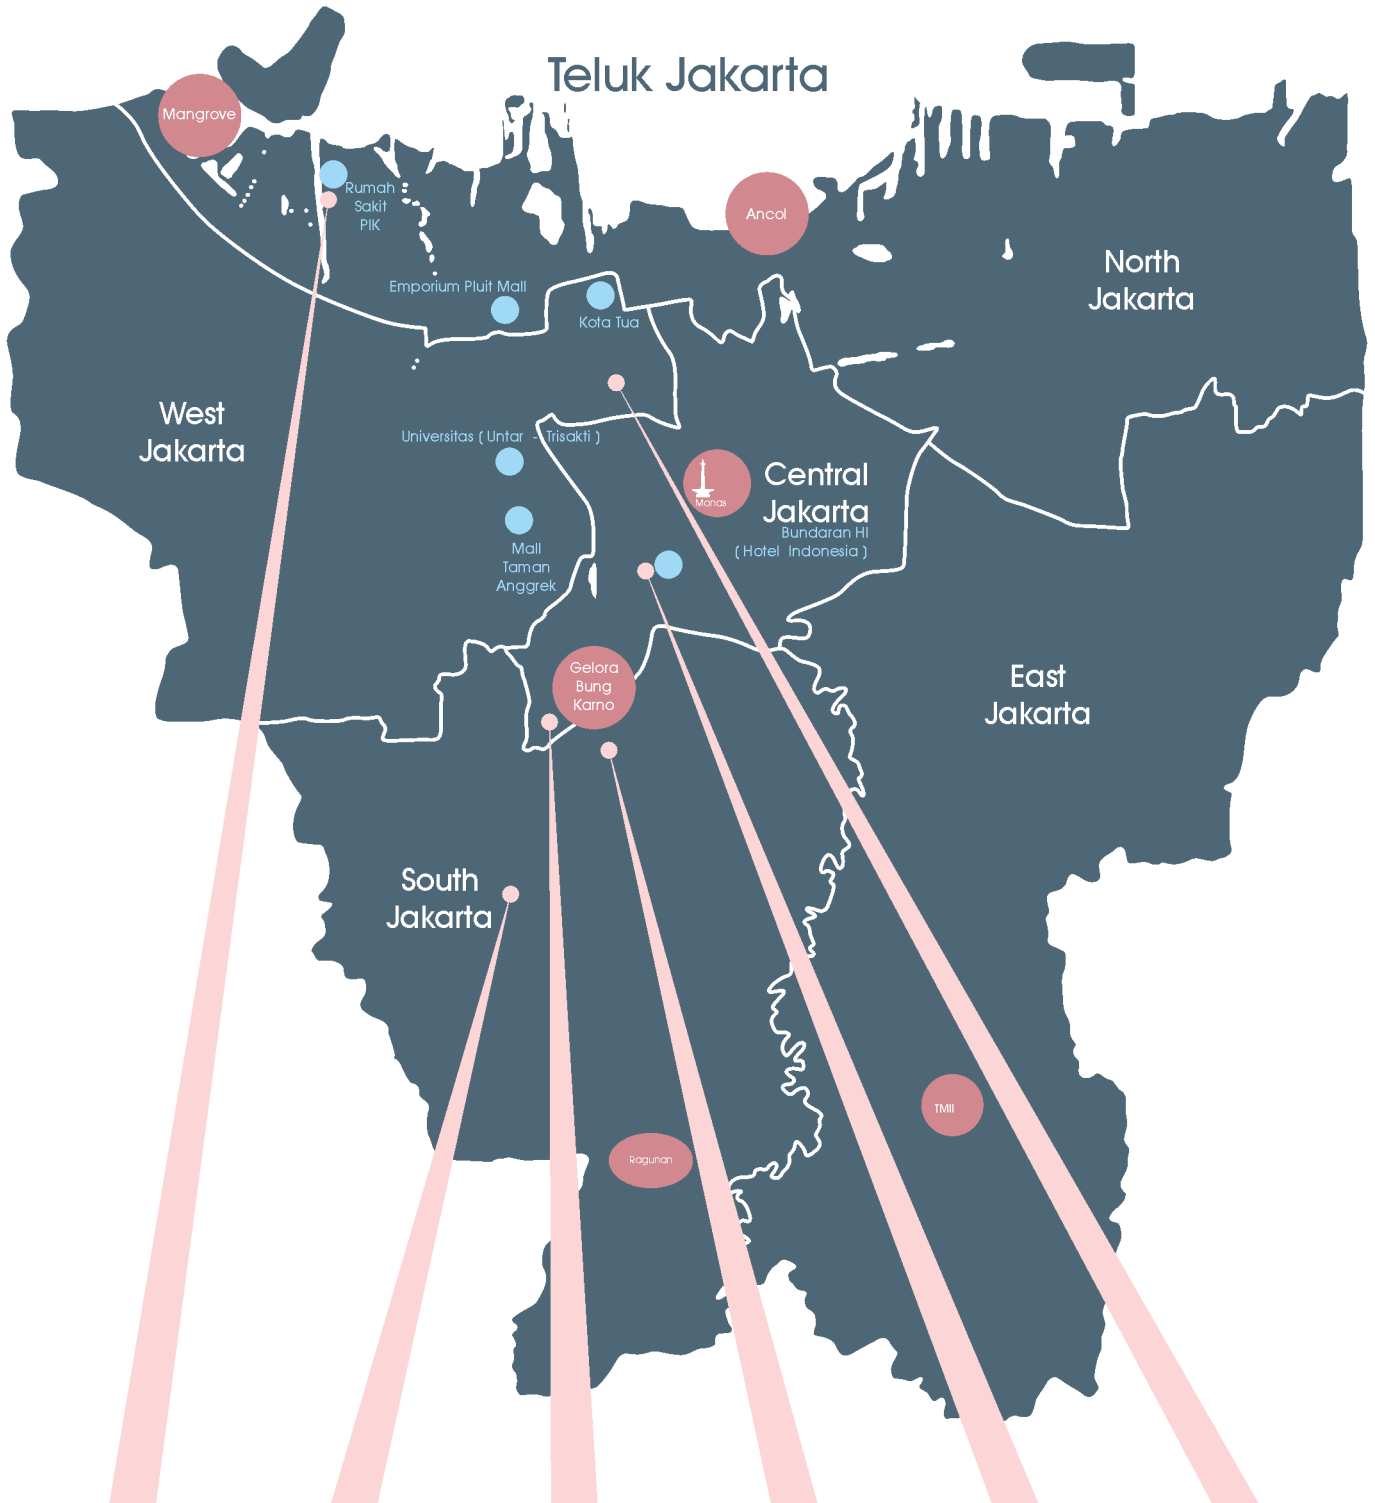 Teluk Jakarta
Mangrove
Rumah
Sakit
PIK
Ancol
North
Jakarta
Emporium Pluit Mall
Kota Tua
West
Jakarta
Universitas ( Untar - Trisakti )
Monas
Central
Jakarta
Bundaran HI
( Hotel Indonesia )
Mall
Taman
Anggrek
Gelora
Bung
Karno
East
Jakarta
South
Jakarta
TMII
Ragunan